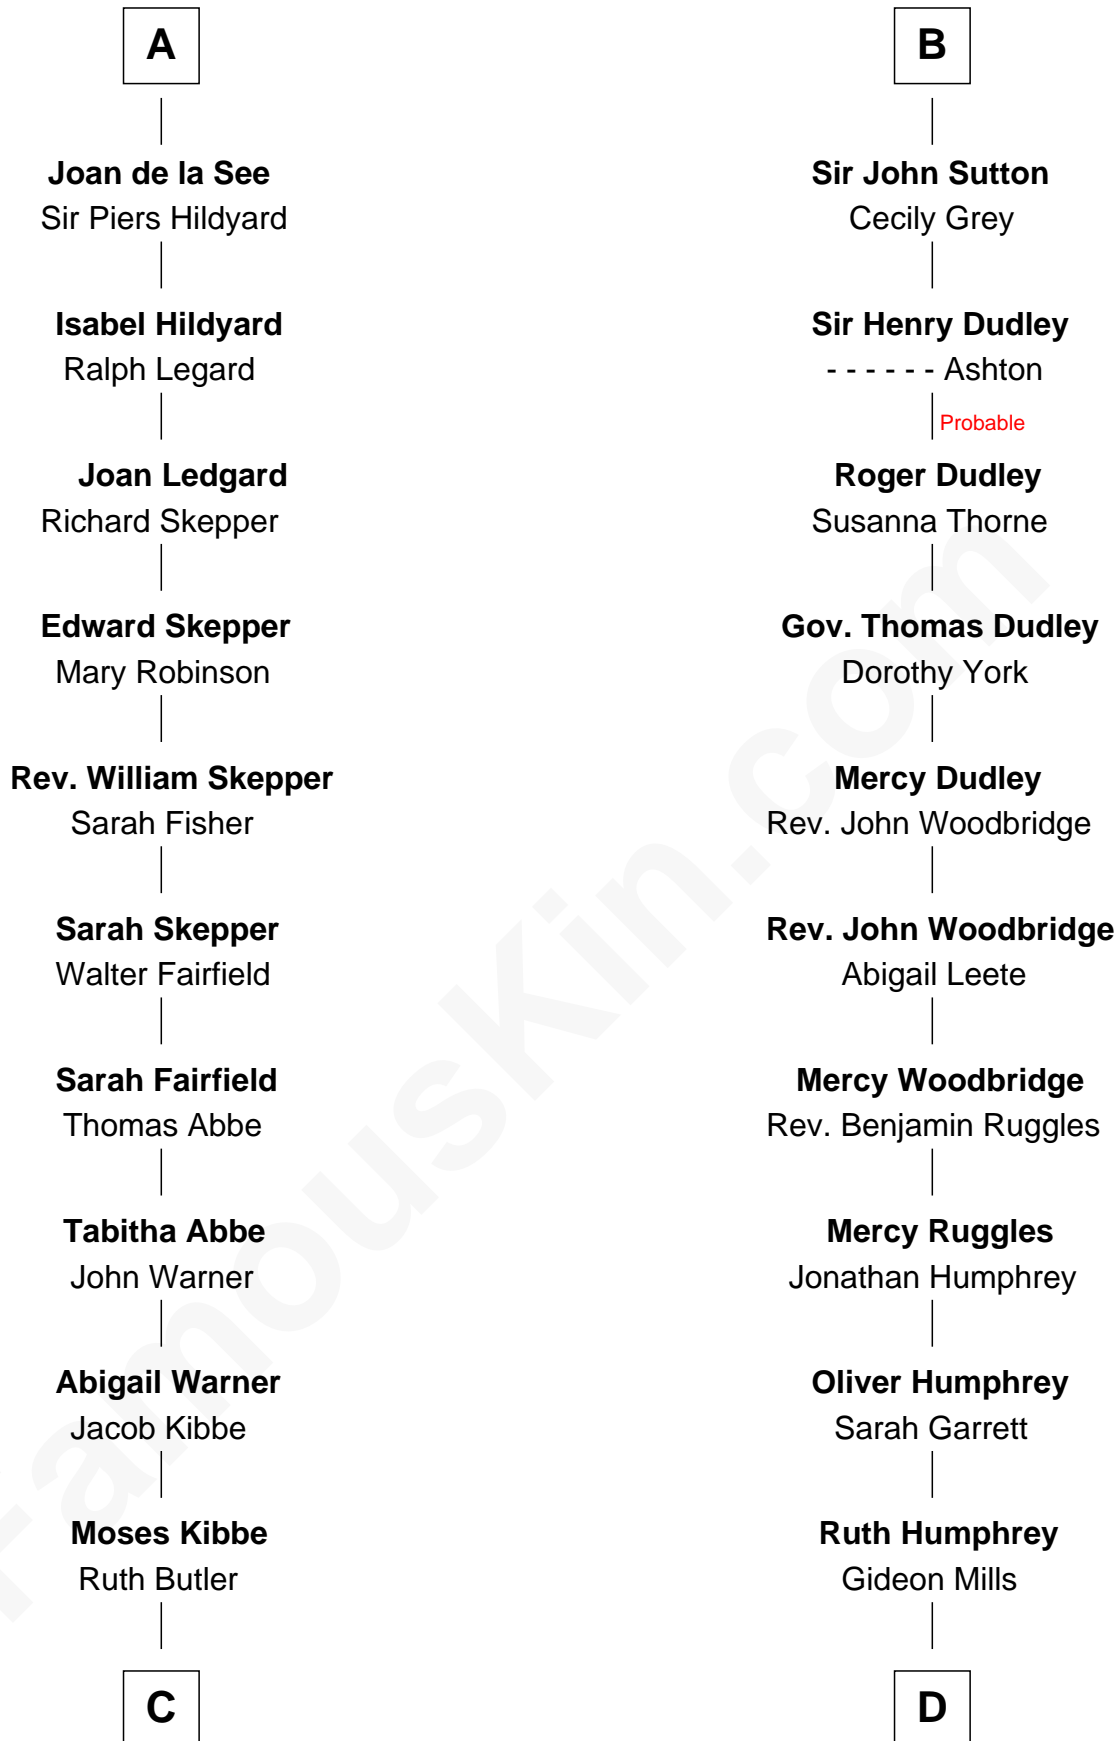 A
Joan de la See
Sir Piers Hildyard
Isabel Hildyard
Ralph Legard
Joan Ledgard
Richard Skepper
Edward Skepper
Mary Robinson
Rev. William Skepper
Sarah Fisher
Sarah Skepper
Walter Fairfield
Sarah Fairfield
Thomas Abbe
Tabitha Abbe
John Warner
Abigail Warner
Jacob Kibbe
Moses Kibbe
Ruth Butler
C
B
Sir John Sutton
Cecily Grey
Sir Henry Dudley
- - - - - - Ashton
Probable
Roger Dudley
Susanna Thorne
Gov. Thomas Dudley
Dorothy York
Mercy Dudley
Rev. John Woodbridge
Rev. John Woodbridge
Abigail Leete
Mercy Woodbridge
Rev. Benjamin Ruggles
Mercy Ruggles
Jonathan Humphrey
Oliver Humphrey
Sarah Garrett
Ruth Humphrey
Gideon Mills
D
FamousKin.com